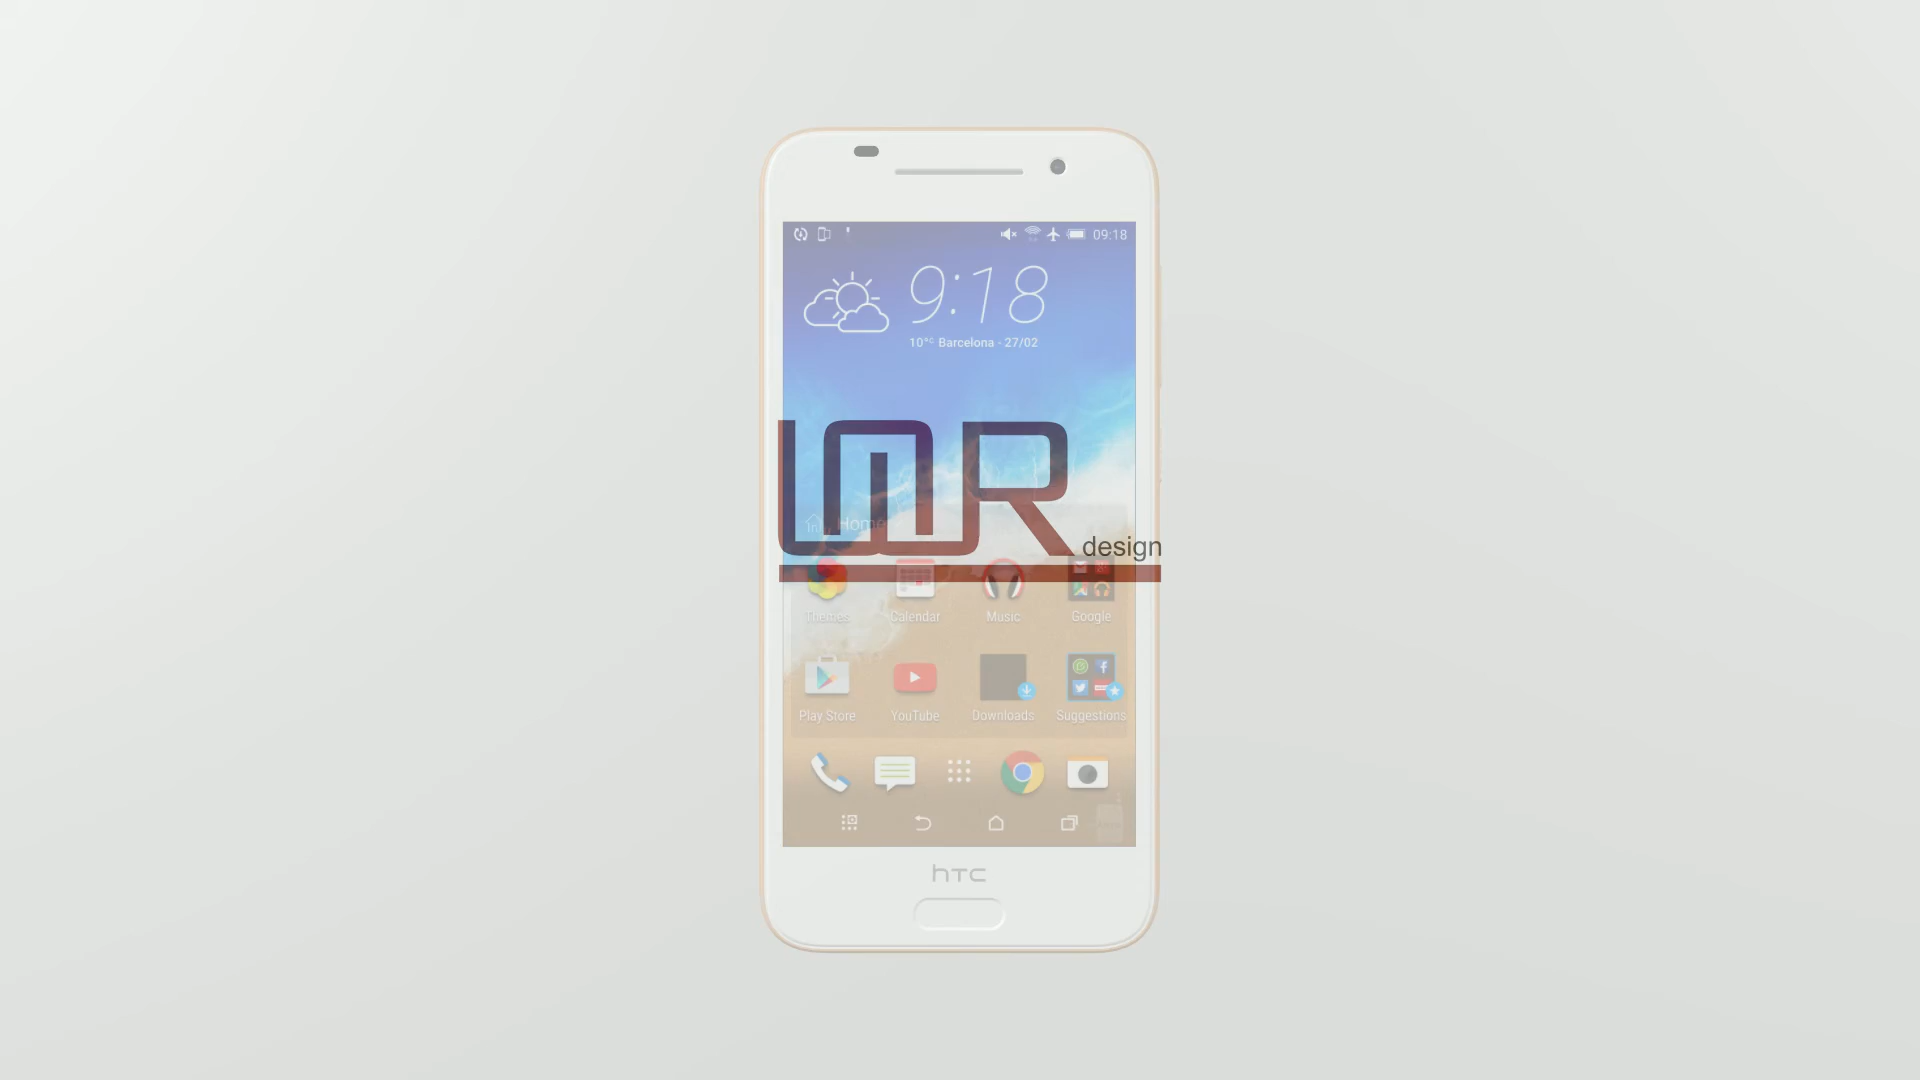 09:18
9:18
10°C Barcelona - 27/02
Home
design
Themes
Calendar
Music
Google
Play Store
YouTube
Downloads
Suggestions
hTC